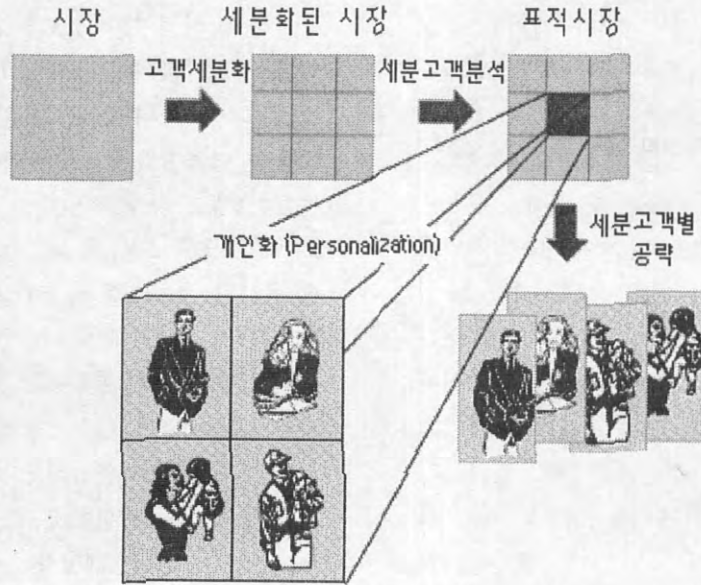 시장
세분화된 시장
표적시장
고객세분화
세분고객분석
개인화 (Personalization)
세분고객별
공략